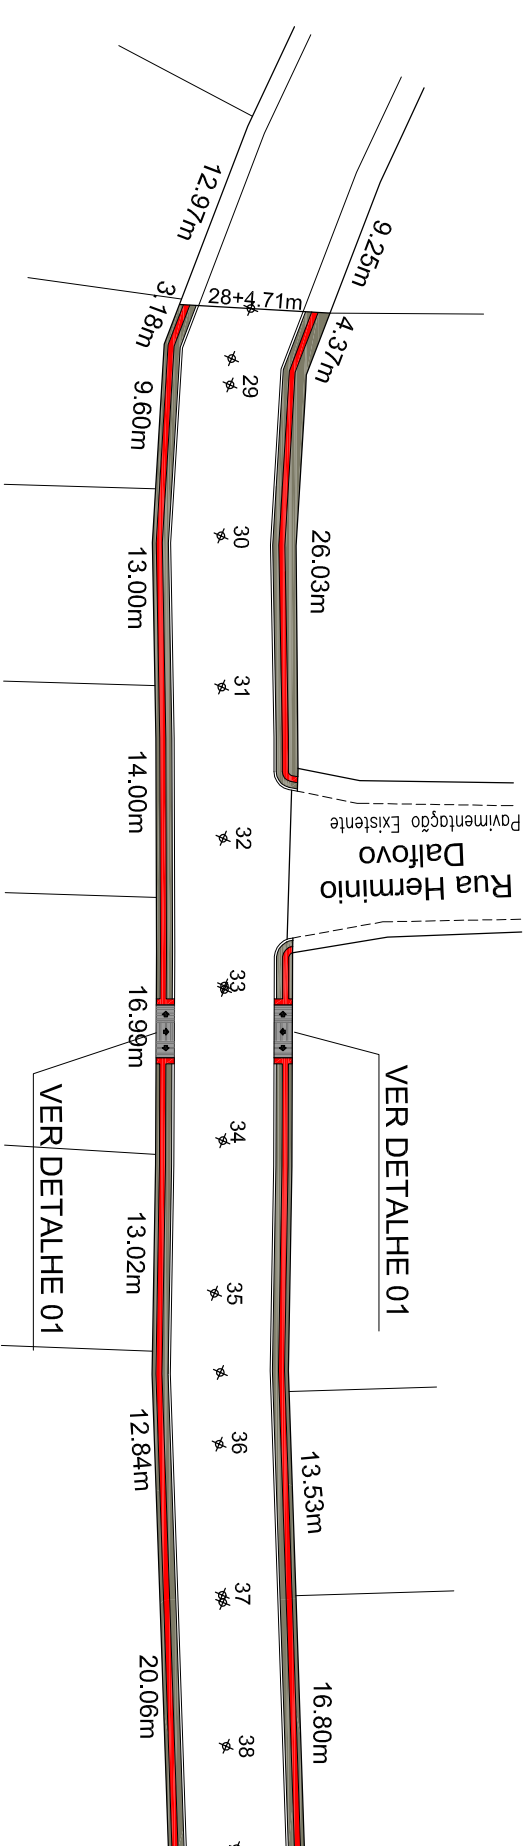 12.97m
9.25m
28+4.71m
3.18m
4.37m
9.60m
29
30
26.03m
13.00m
31
14.00m
32
Pavimentação Existente
Rua Herminio
Dalfovo
33
16.99m
VER DETALHE 01
VER DETALHE 01
34
13.02m
35
12.84m
36
13.53m
37
20.06m
16.80m
38